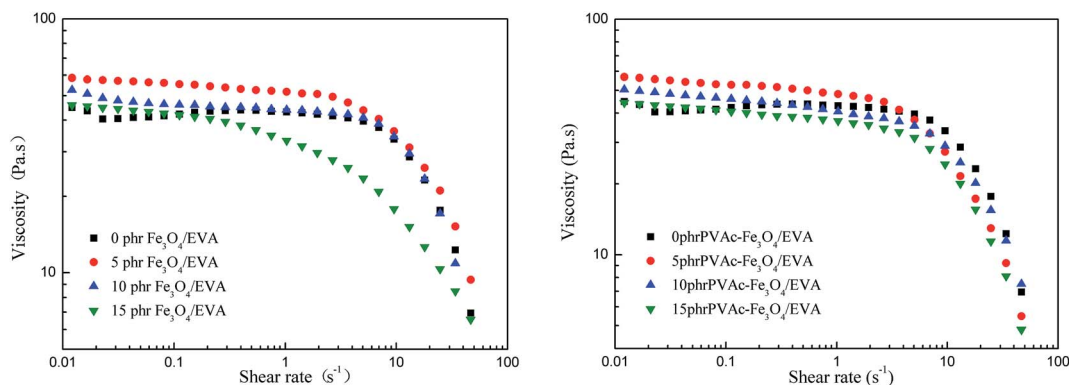 100
10
Viscosity (Pa.s)
0 phr Fe₃O₄/EVA
5 phr Fe₃O₄/EVA
10 phr Fe₃O₄/EVA
15 phr Fe₃O₄/EVA
0.01 0.1 1 10 100
Shear rate (s⁻¹)
100
10
Viscosity (Pa.s)
0phrPVAc-Fe₃O₄/EVA
5phrPVAc-Fe₃O₄/EVA
10phrPVAc-Fe₃O₄/EVA
15phrPVAc-Fe₃O₄/EVA
0.01 0.1 1 10 100
Shear rate (s⁻¹)